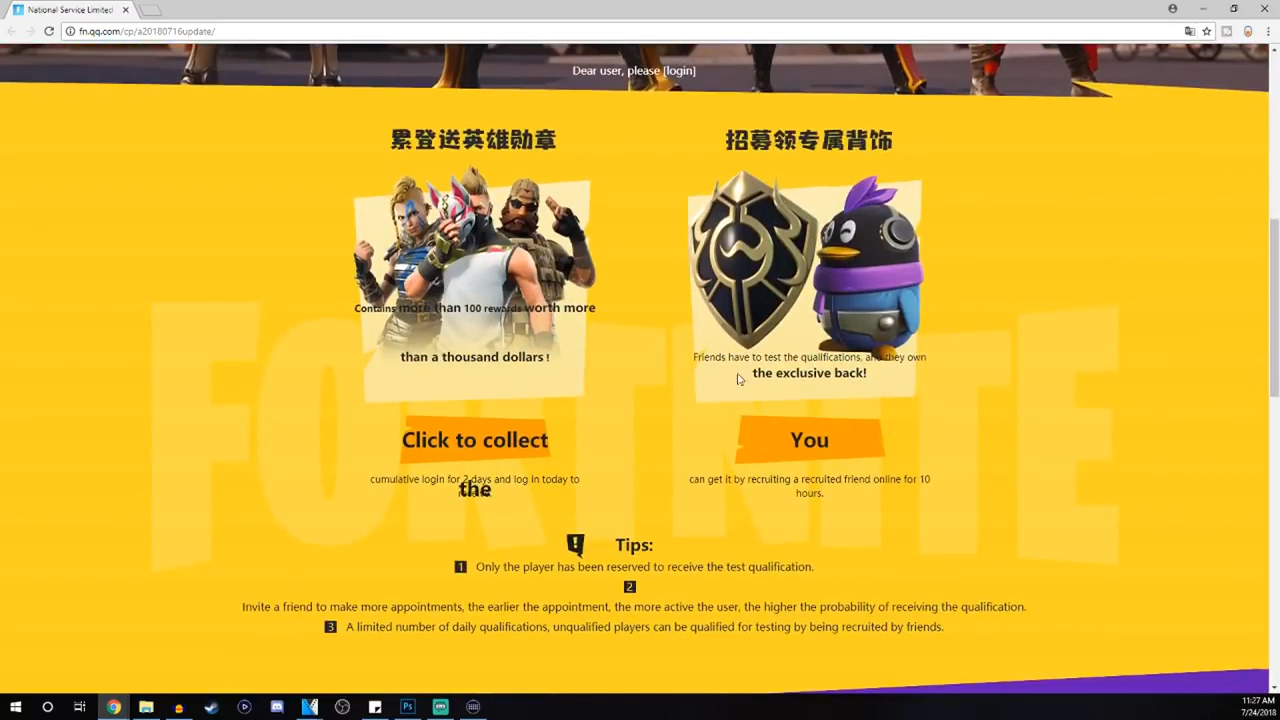 National Service Limited
fn.qq.com/cp/a20180716update/
Dear user, please [login]
累登送英雄勋章
招募领专属背饰
Contains more than 100 rewards worth more
than a thousand dollars !
Friends have to test the qualifications, and they own
the exclusive back!
Click to collect
You
cumulative login for 2 days and log in today to
the
can get it by recruiting a recruited friend online for 10
hours.
FORTNITE
! Tips:
1 Only the player has been reserved to receive the test qualification.
2
Invite a friend to make more appointments, the earlier the appointment, the more active the user, the higher the probability of receiving the qualification.
3 A limited number of daily qualifications, unqualified players can be qualified for testing by being recruited by friends.
Ps
11:27 AM
7/24/2018